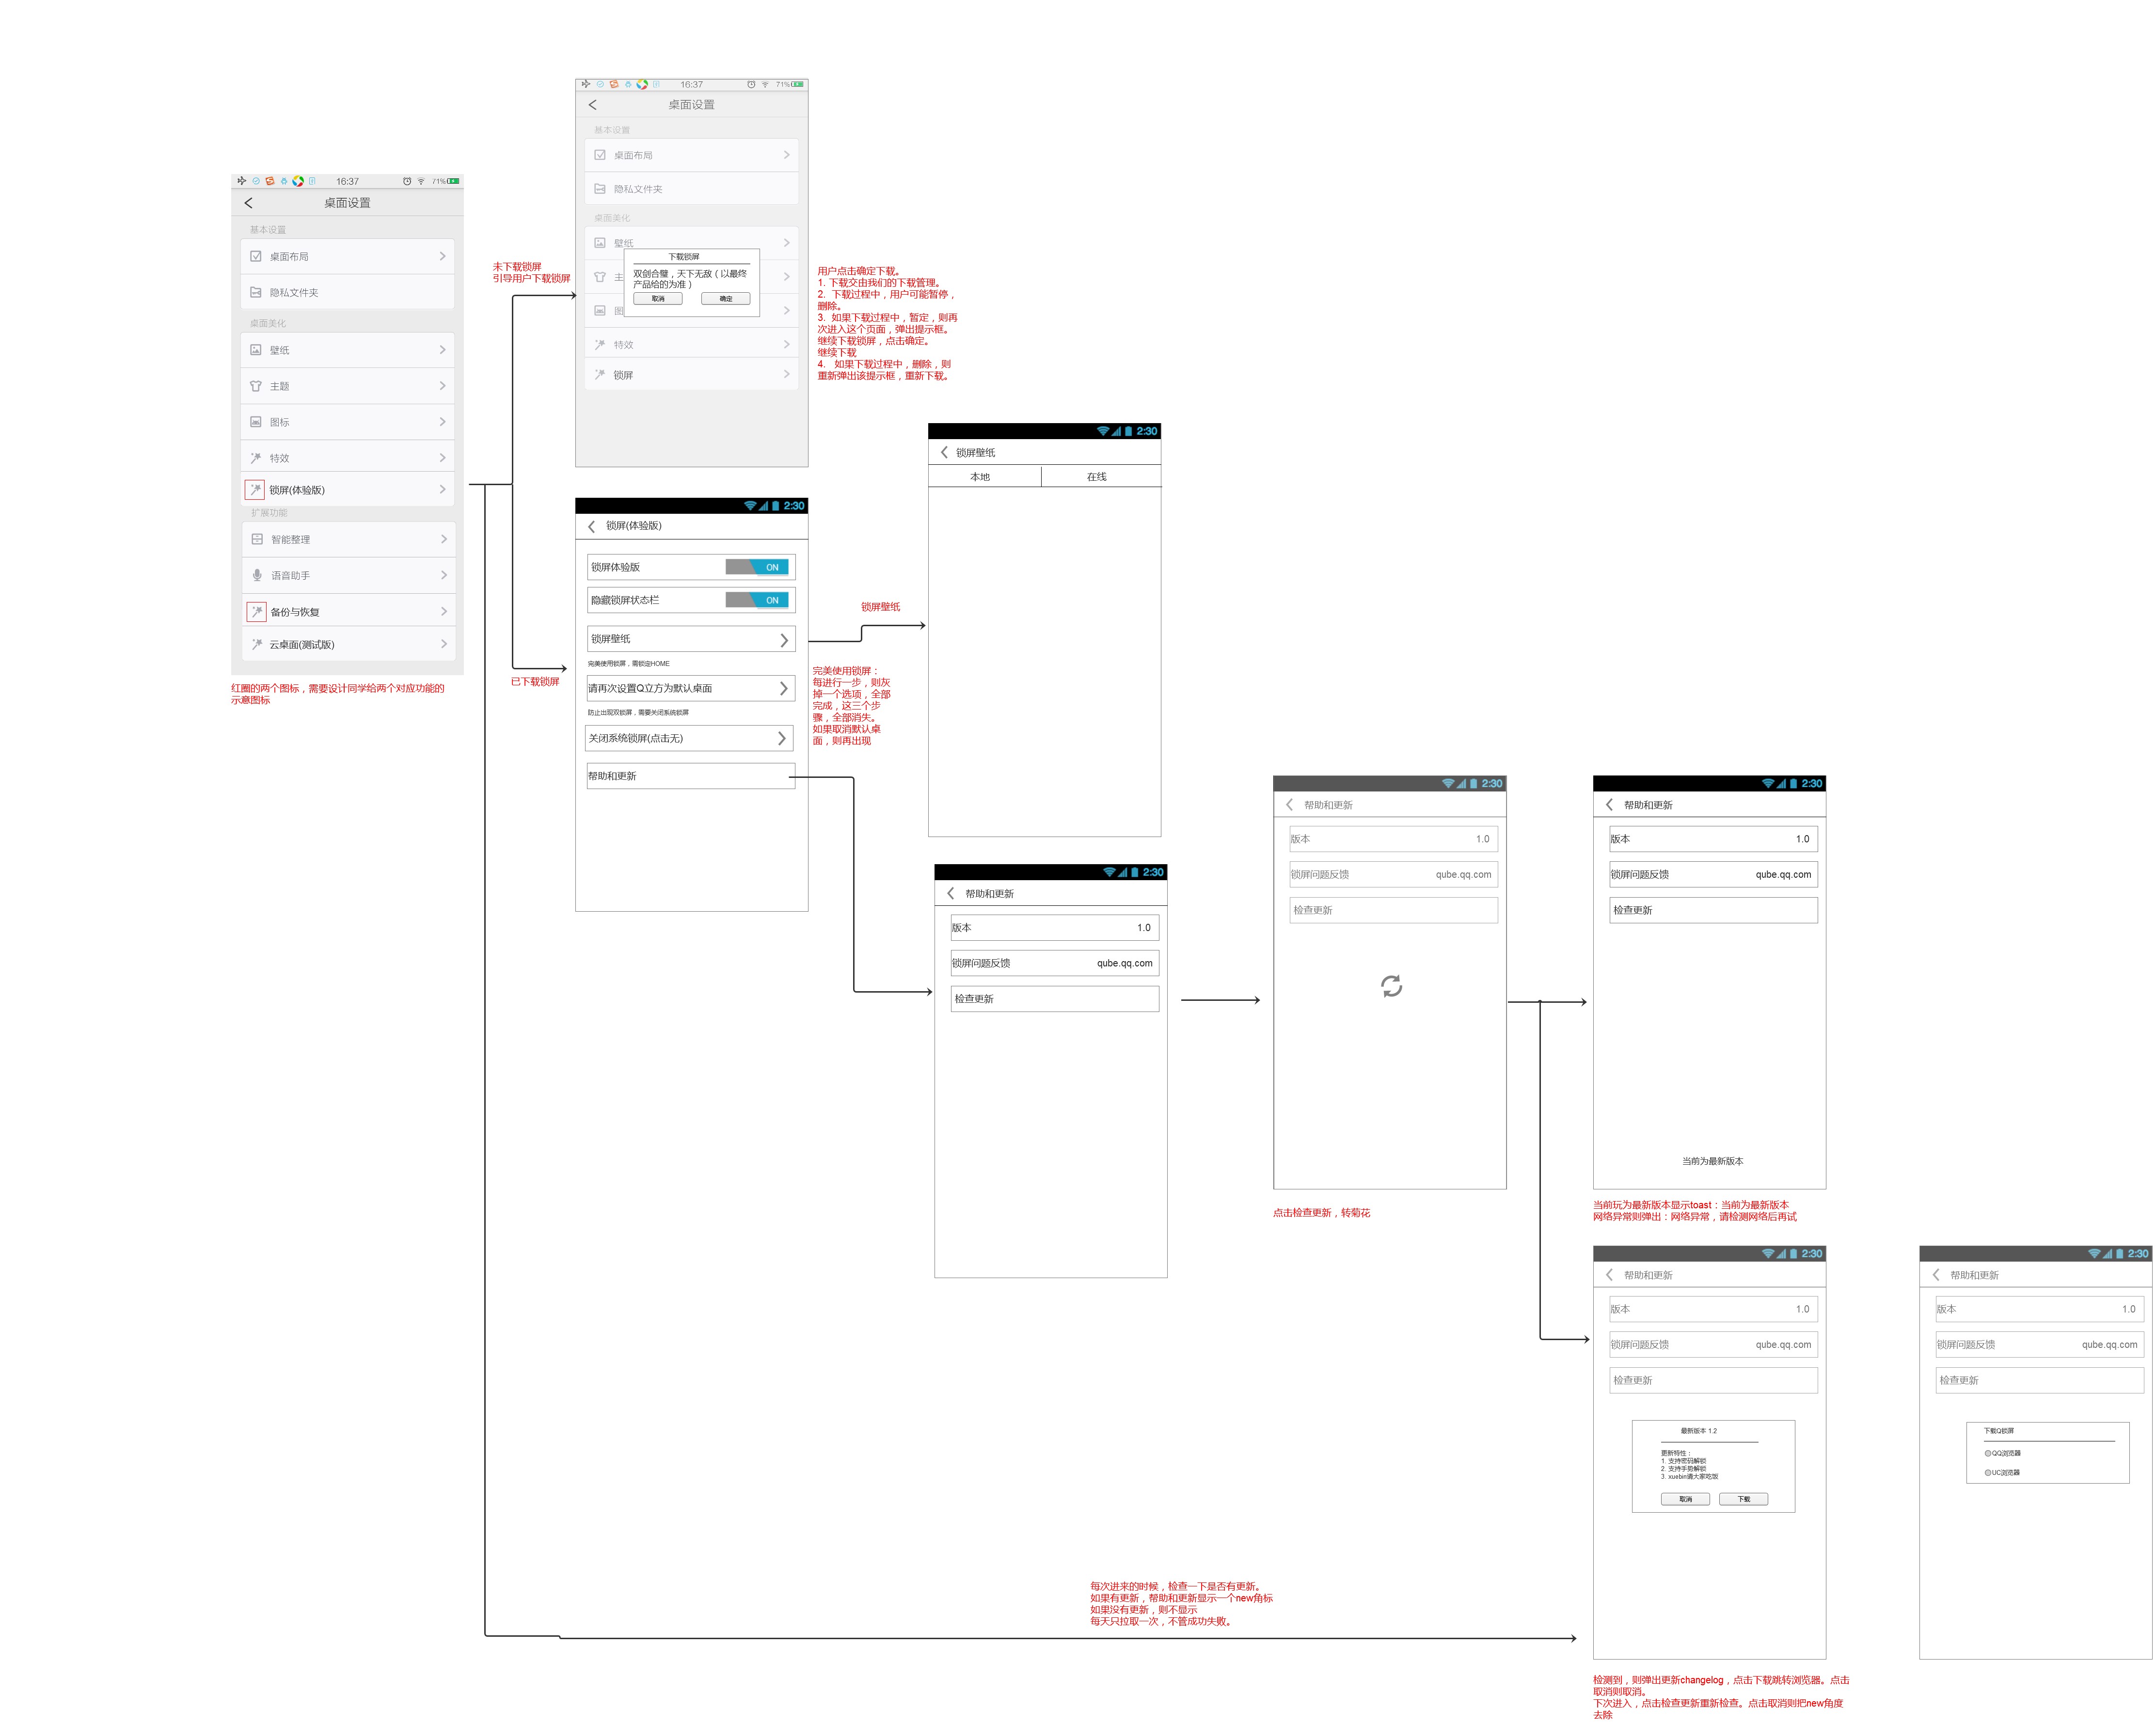 16:37
71%
桌面设置
基本设置
桌面布局
隐私文件夹
桌面美化
壁纸
主题
图标
特效
锁屏(体验版)
扩展功能
智能整理
语音助手
备份与恢复
云桌面(测试版)
红圈的两个图标，需要设计同学给两个对应功能的
示意图标
未下载锁屏
引导用户下载锁屏
已下载锁屏
16:37
71%
桌面设置
基本设置
桌面布局
隐私文件夹
桌面美化
壁纸
主
图
特效
锁屏
下载锁屏
双剑合璧，天下无敌（以最终
产品给的为准）
取消
确定
用户点击确定下载。
1. 下载交由我们的下载管理。
2. 下载过程中，用户可能暂停，
删除。
3. 如果下载过程中，暂定，则再
次进入这个页面，弹出提示框。
继续下载锁屏，点击确定。
继续下载
4. 如果下载过程中，删除，则
重新弹出该提示框，重新下载。
2:30
锁屏(体验版)
锁屏体验版
ON
隐藏锁屏状态栏
ON
锁屏壁纸
完美使用锁屏，需锁定HOME
请再次设置Q立方为默认桌面
防止出现双锁屏，需要关闭系统锁屏
关闭系统锁屏(点击无)
帮助和更新
锁屏壁纸
完美使用锁屏：
每进行一步，则灰
掉一个选项，全部
完成，这三个步
骤，全部消失。
如果取消默认桌
面，则再出现
2:30
锁屏壁纸
本地
在线
2:30
帮助和更新
版本 1.0
锁屏问题反馈 qube.qq.com
检查更新
2:30
帮助和更新
版本 1.0
锁屏问题反馈 qube.qq.com
检查更新
点击检查更新，转菊花
2:30
帮助和更新
版本 1.0
锁屏问题反馈 qube.qq.com
检查更新
当前为最新版本
当前玩为最新版本显示toast：当前为最新版本
网络异常则弹出：网络异常，请检测网络后再试
2:30
帮助和更新
版本 1.0
锁屏问题反馈 qube.qq.com
检查更新
最新版本 1.2
更新特性：
1. 支持密码解锁
2. 支持手势解锁
3. xuebin请大家吃饭
取消
下载
2:30
帮助和更新
版本 1.0
锁屏问题反馈 qube.qq.com
检查更新
下载Q锁屏
QQ浏览器
UC浏览器
每次进来的时候，检查一下是否有更新。
如果有更新，帮助和更新显示一个new角标
如果没有更新，则不显示
每天只拉取一次，不管成功失败。
检测到，则弹出更新changelog，点击下载跳转浏览器。点击
取消则取消。
下次进入，点击检查更新重新检查。点击取消则把new角度
去除